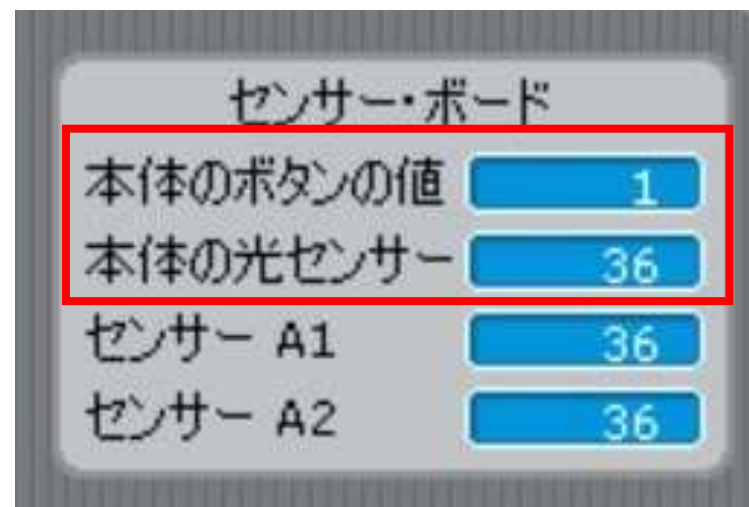 センサー・ボード
本体のボタンの値 1
本体の光センサー 36
センサー A1 36
センサー A2 36